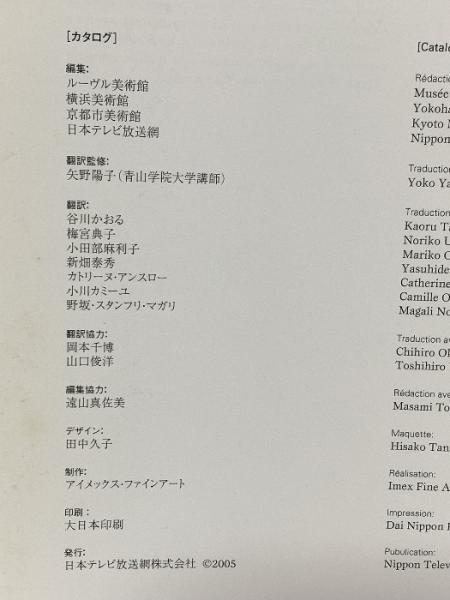 [カタログ]
編集:
ルーヴル美術館
横浜美術館
京都市美術館
日本テレビ放送網
翻訳監修:
矢野陽子(青山学院大学講師)
翻訳:
谷川かおる
梅宮典子
小田部麻利子
新畑泰秀
カトリーヌ・アンスロー
小川カミーユ
野坂・スタンフリ・マガリ
翻訳協力:
岡本千博
山口俊洋
編集協力:
遠山真佐美
デザイン:
田中久子
制作:
アイメックス・ファインアート
印刷:
大日本印刷
発行:
日本テレビ放送網株式会社 ©2005
[Catalo
Rédactio
Musée
Yokoha
Kyoto M
Nippon
Traduction
Yoko Ya
Traduction
Kaoru Ta
Noriko U
Mariko O
Yasuhide
Catherine
Camille O
Magali No
Traduction av
Chihiro Ok
Toshihiro
Rédaction ave
Masami To
Maquette:
Hisako Tan
Réalisation:
Imex Fine A
Impression:
Dai Nippon P
Pubulication:
Nippon Telev